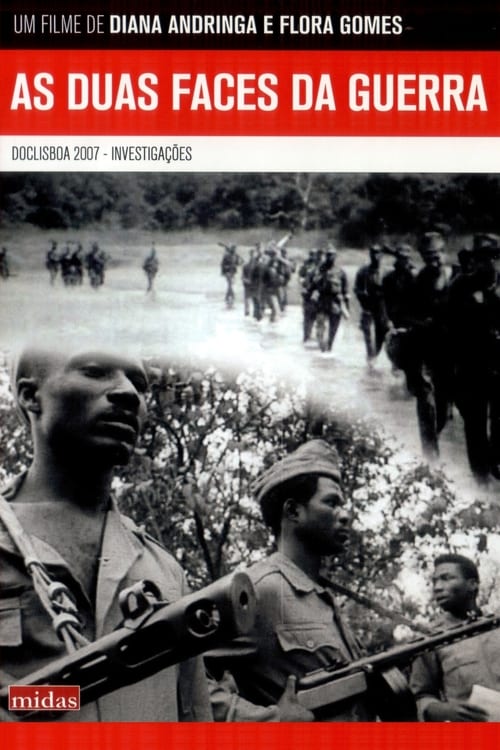 UM FILME DE DIANA ANDRINGA E FLORA GOMES
AS DUAS FACES DA GUERRA
DOCLISBOA 2007 - INVESTIGAÇÕES
midas